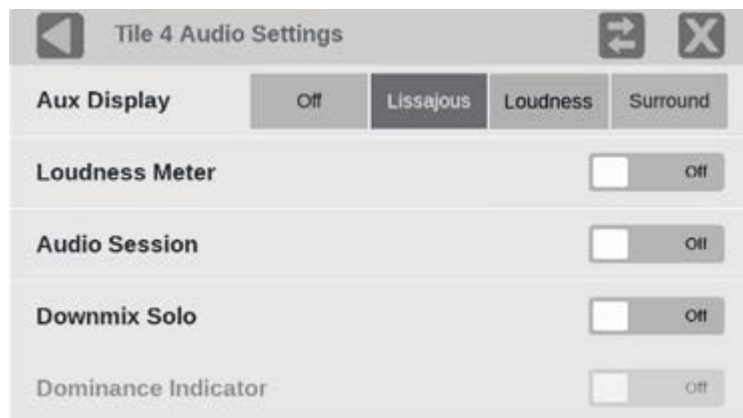 Tile 4 Audio Settings
Aux Display Off Lissajous Loudness Surround
Loudness Meter Off
Audio Session Off
Downmix Solo Off
Dominance Indicator Off